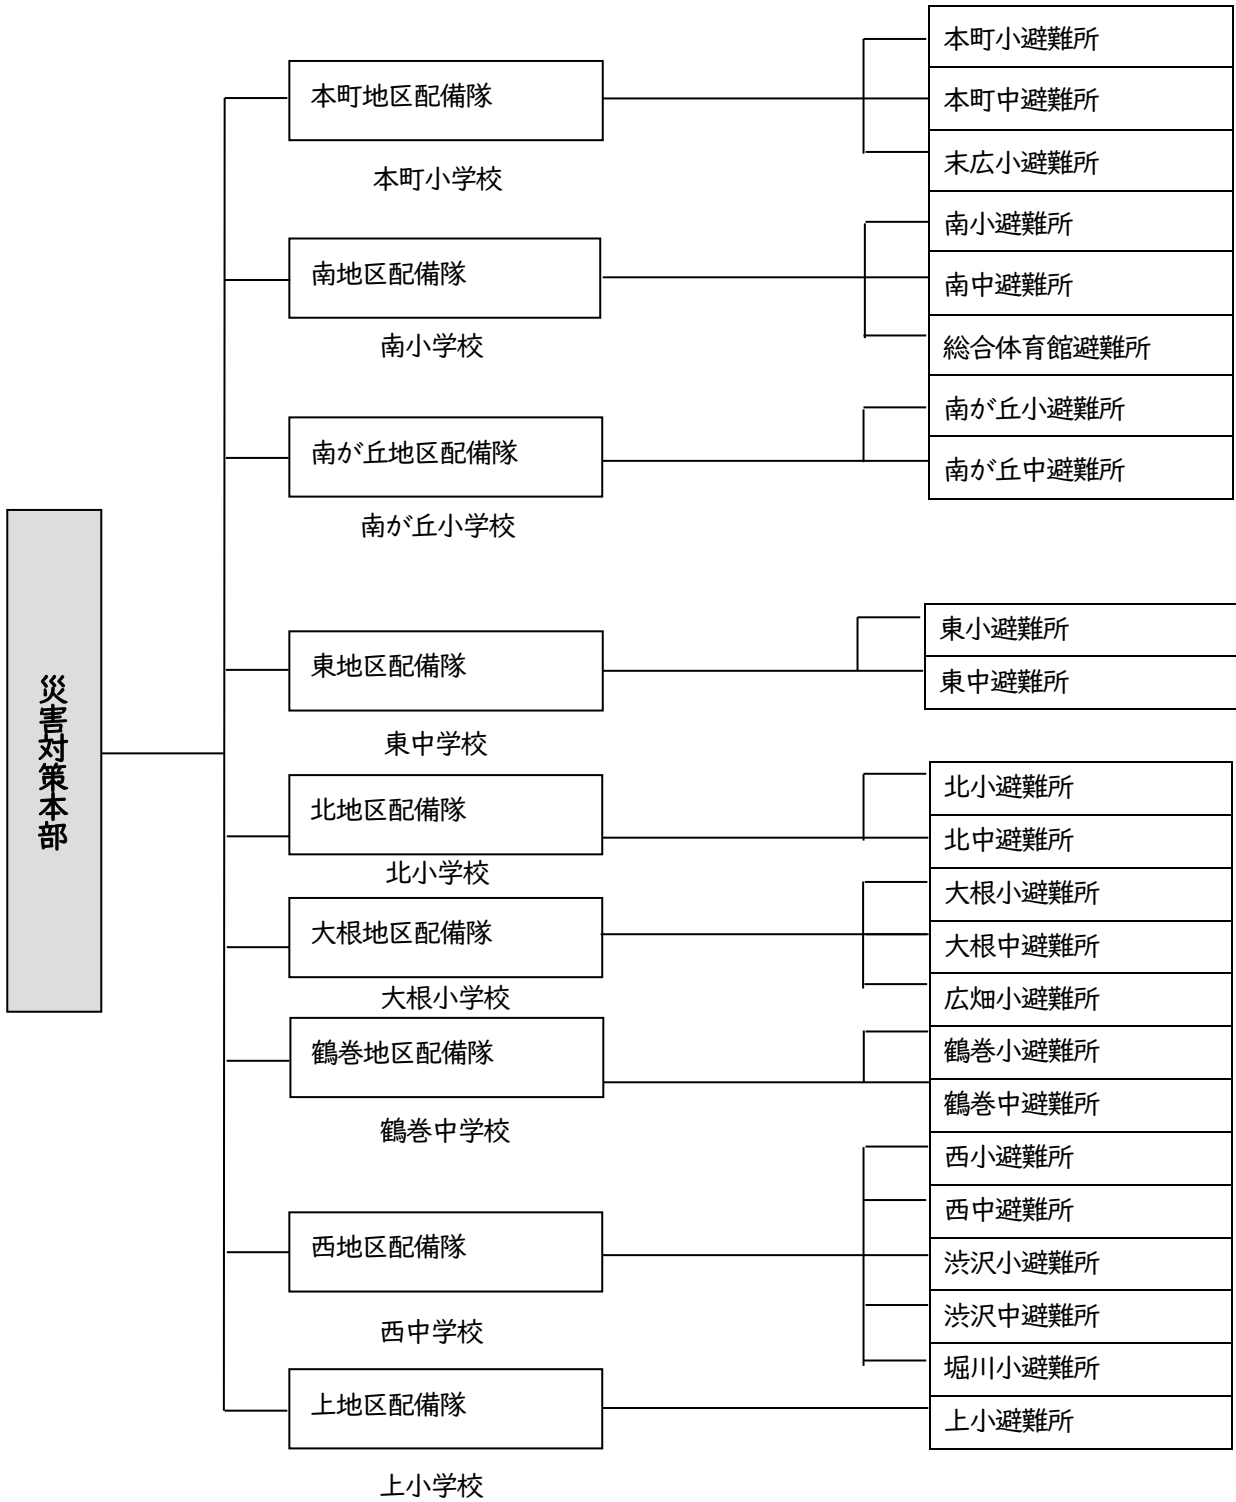 災害対策本部
本町地区配備隊
本町小学校
本町小避難所
本町中避難所
末広小避難所
南地区配備隊
南小学校
南小避難所
南中避難所
総合体育館避難所
南が丘地区配備隊
南が丘小学校
南が丘小避難所
南が丘中避難所
東地区配備隊
東中学校
東小避難所
東中避難所
北地区配備隊
北小学校
北小避難所
北中避難所
大根地区配備隊
大根小学校
大根小避難所
大根中避難所
広畑小避難所
鶴巻地区配備隊
鶴巻中学校
鶴巻小避難所
鶴巻中避難所
西地区配備隊
西中学校
西小避難所
西中避難所
渋沢小避難所
渋沢中避難所
堀川小避難所
上地区配備隊
上小学校
上小避難所